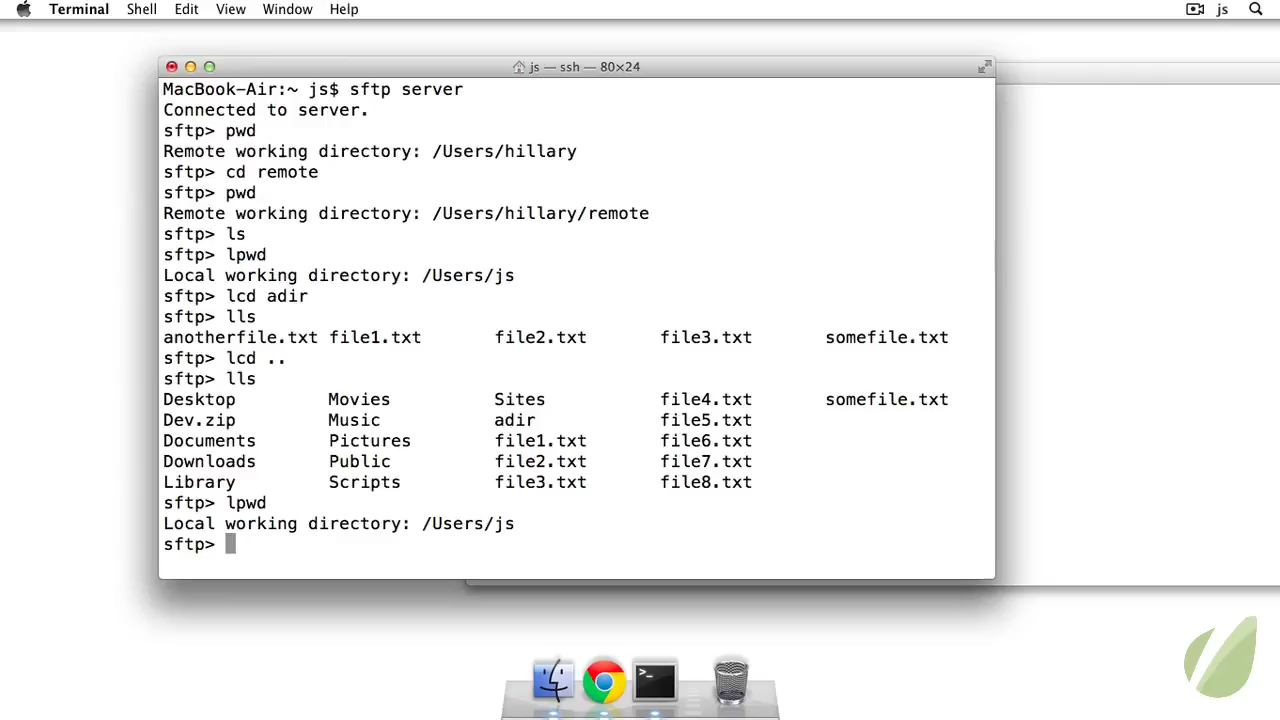 Terminal Shell Edit View Window Help js
js — ssh — 80×24
MacBook-Air:~ js$ sftp server
Connected to server.
sftp> pwd
Remote working directory: /Users/hillary
sftp> cd remote
sftp> pwd
Remote working directory: /Users/hillary/remote
sftp> ls
sftp> lpwd
Local working directory: /Users/js
sftp> lcd adir
sftp> lls
anotherfile.txt file1.txt file2.txt file3.txt somefile.txt
sftp> lcd ..
sftp> lls
Desktop Movies Sites file4.txt somefile.txt
Dev.zip Music adir file5.txt
Documents Pictures file1.txt file6.txt
Downloads Public file2.txt file7.txt
Library Scripts file3.txt file8.txt
sftp> lpwd
Local working directory: /Users/js
sftp>